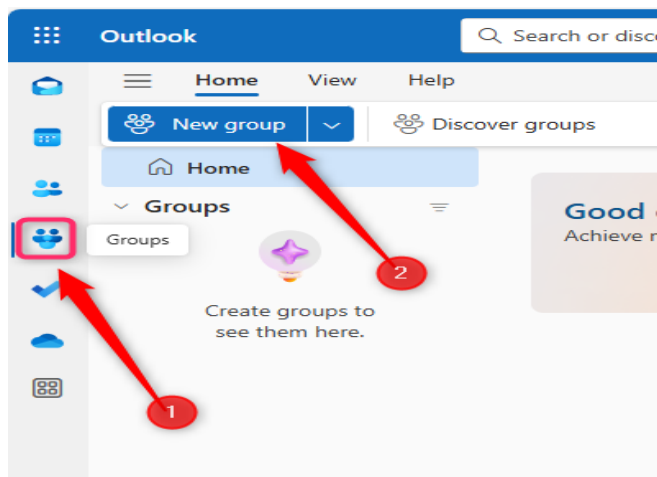 Outlook
Search or disc
Home View Help
New group
Discover groups
Home
Groups
Good
Achieve r
Groups
2
Create groups to
see them here.
1